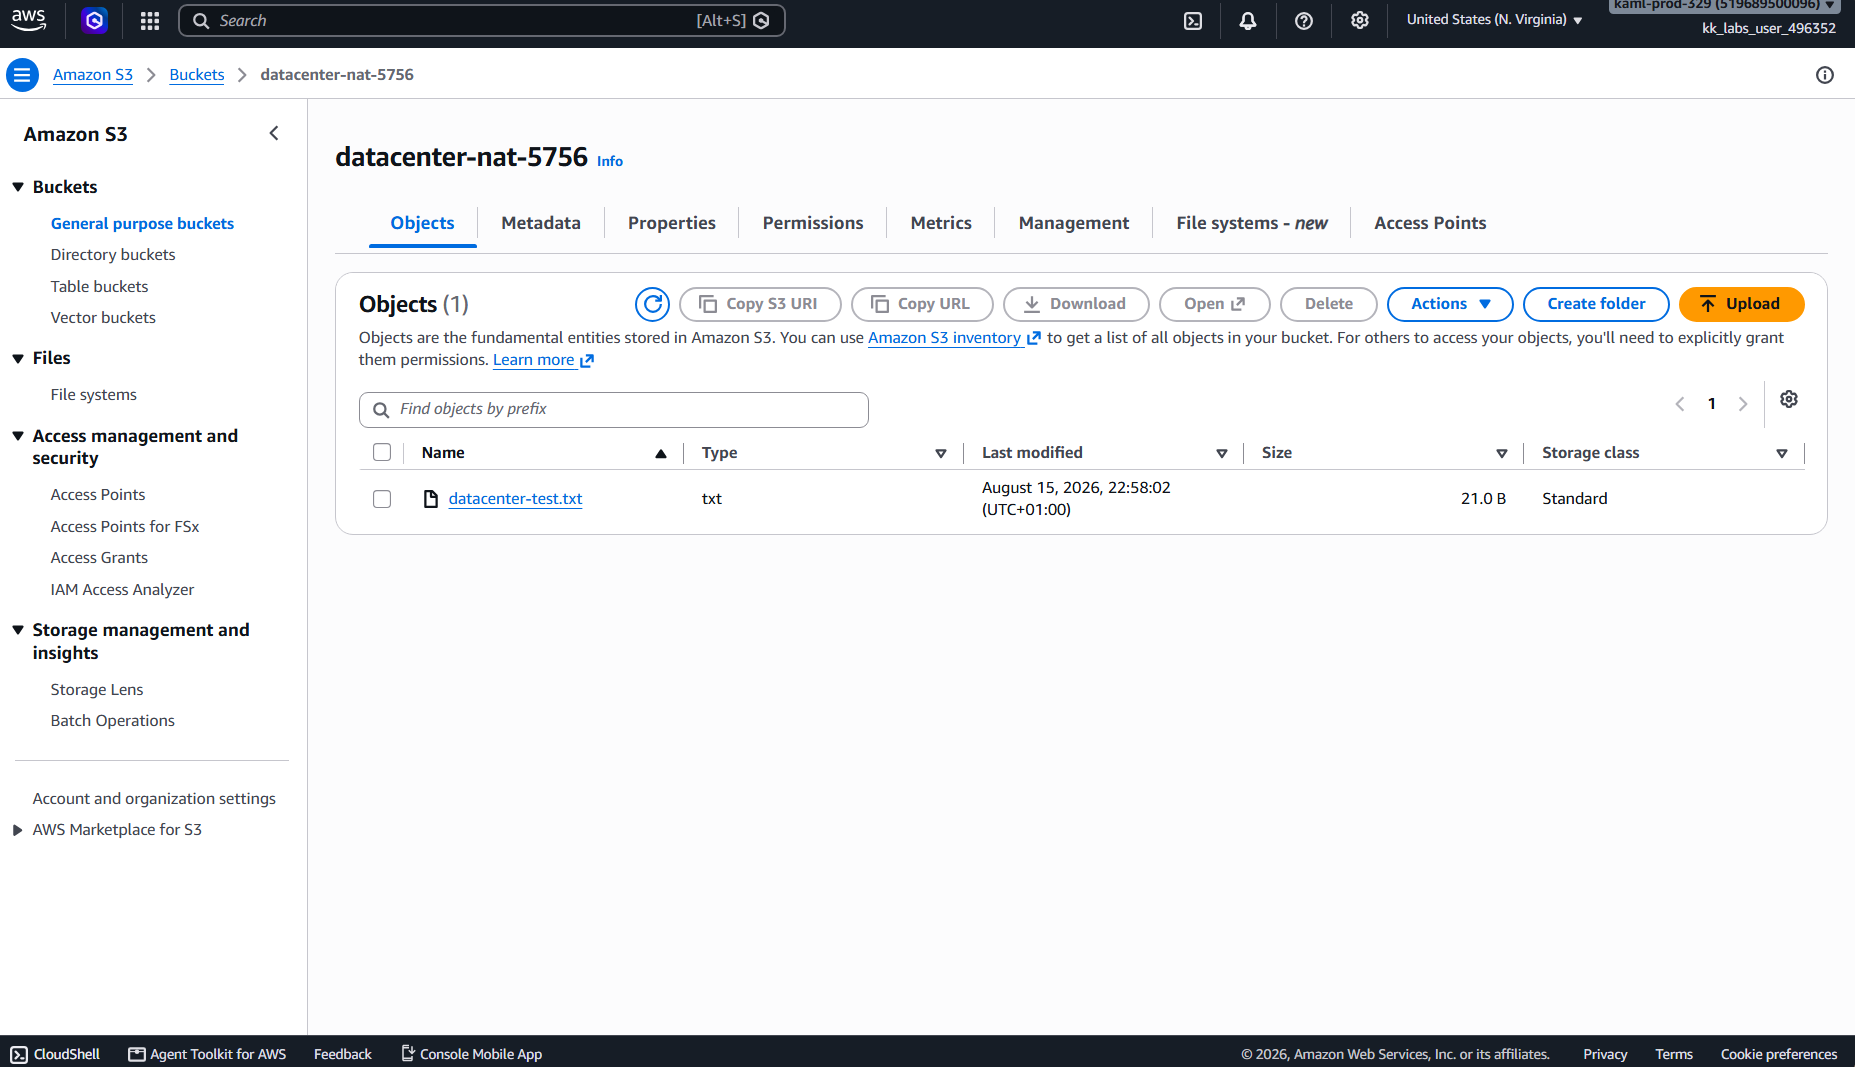 aws
Search
[Alt+S]
United States (N. Virginia)
kaml-prod-329 (519689500096)
kk_labs_user_496352
Amazon S3
Buckets
datacenter-nat-5756
Amazon S3
Buckets
General purpose buckets
Directory buckets
Table buckets
Vector buckets
Files
File systems
Access management and
security
Access Points
Access Points for FSx
Access Grants
IAM Access Analyzer
Storage management and
insights
Storage Lens
Batch Operations
Account and organization settings
AWS Marketplace for S3
datacenter-nat-5756 Info
Objects
Metadata
Properties
Permissions
Metrics
Management
File systems - new
Access Points
Objects (1)
Copy S3 URI
Copy URL
Download
Open
Delete
Actions
Create folder
Upload
Objects are the fundamental entities stored in Amazon S3. You can use Amazon S3 inventory to get a list of all objects in your bucket. For others to access your objects, you'll need to explicitly grant
them permissions. Learn more
Find objects by prefix
1
Name
Type
Last modified
Size
Storage class
datacenter-test.txt
txt
August 15, 2026, 22:58:02
(UTC+01:00)
21.0 B
Standard
CloudShell
Agent Toolkit for AWS
Feedback
Console Mobile App
© 2026, Amazon Web Services, Inc. or its affiliates.
Privacy
Terms
Cookie preferences